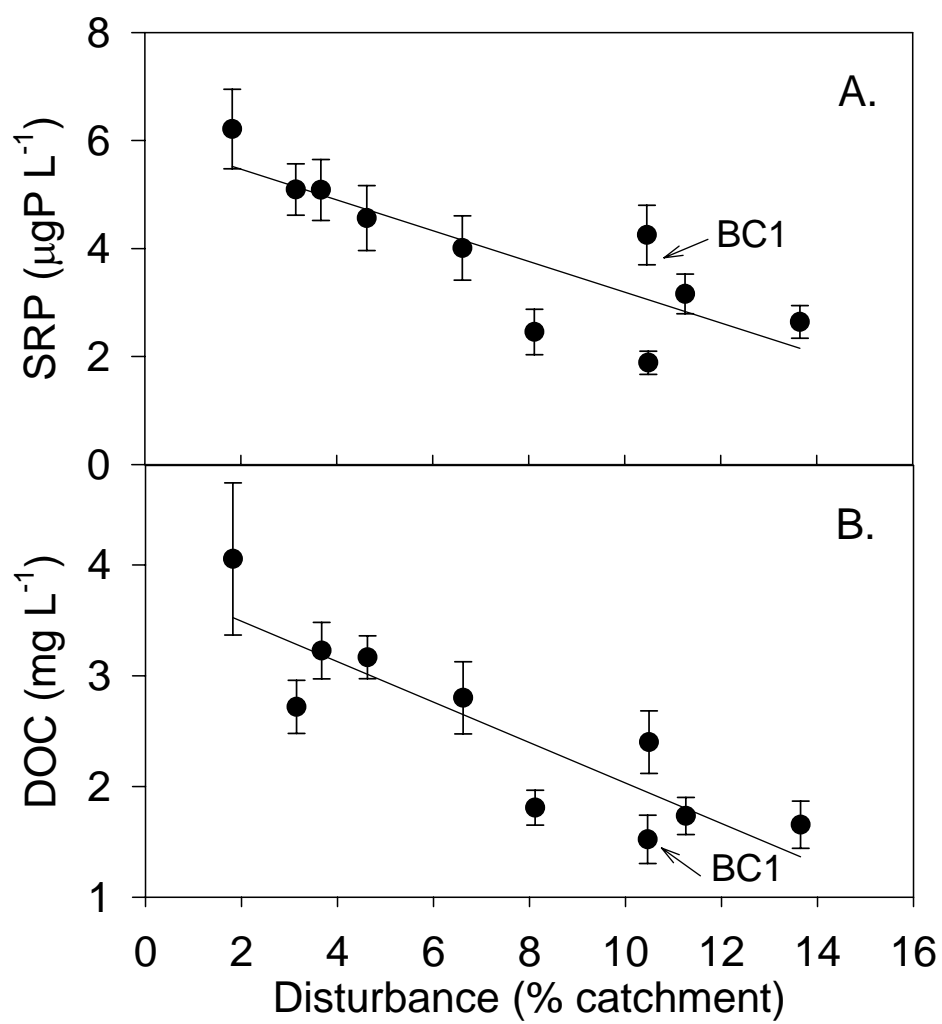 8
6
4
2
0
SRP (µgP L-1)
A.
BC1
4
3
2
1
DOC (mg L-1)
B.
BC1
0 2 4 6 8 10 12 14 16
Disturbance (% catchment)